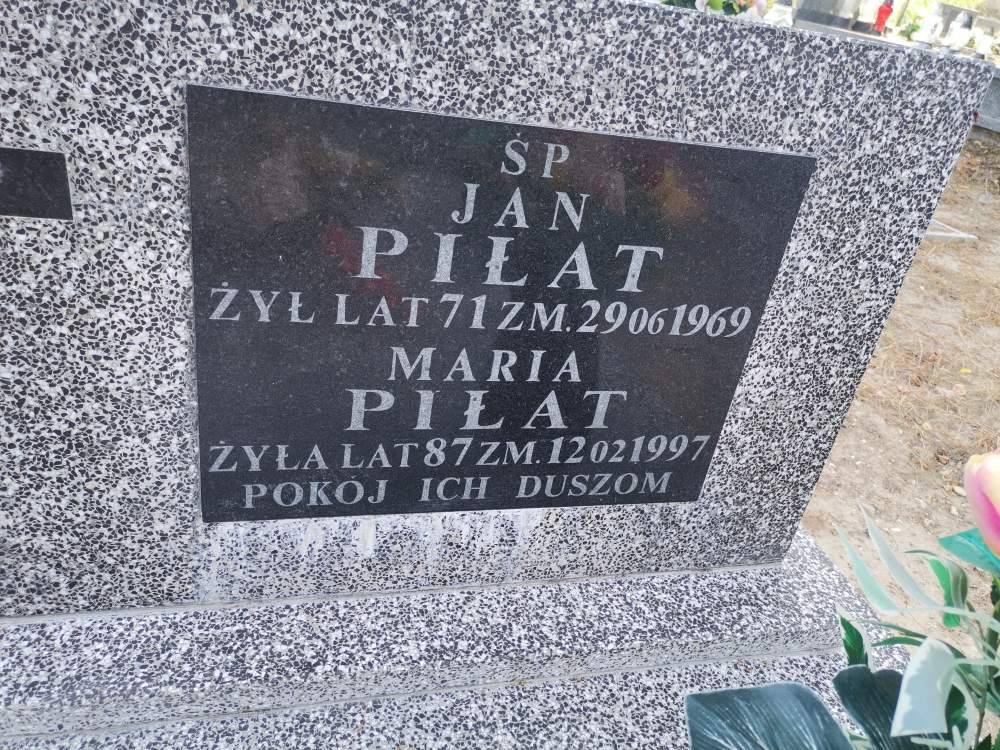 ŚP
JAN
PIŁAT
ŻYŁ LAT 71 ZM. 29 06 1969
MARIA
PIŁAT
ŻYŁA LAT 87 ZM. 12 02 1997
POKÓJ ICH DUSZOM